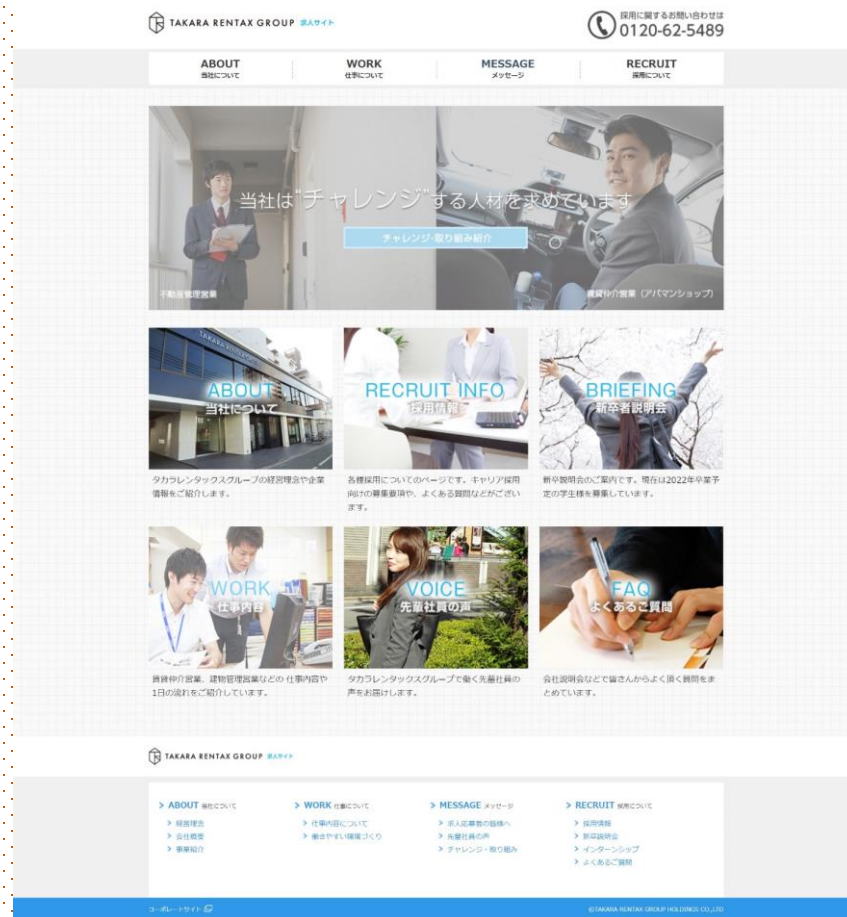 TAKARA RENTAX GROUP 求人サイト
採用に関するお問い合わせは
0120-62-5489
ABOUT
当社について
WORK
仕事について
MESSAGE
メッセージ
RECRUIT
採用について
当社は"チャレンジ"する人材を求めています
チャレンジ・取り組み紹介
不動産管理営業
賃貸仲介営業（アパマンショップ）
TAKARA
ABOUT
当社について
RECRUIT INFO
採用情報
BRIEFING
新卒者説明会
タカラレンタックスグループの経営理念や企業
情報をご紹介します。
各種採用についてのページです。キャリア採用
向けの募集要項や、よくある質問などがござい
ます。
新卒説明会のご案内です。現在は2022年卒業予
定の学生様を募集しています。
WORK
仕事内容
VOICE
先輩社員の声
FAQ
よくあるご質問
賃貸仲介営業、建物管理営業などの 仕事内容や
1日の流れをご紹介しています。
タカラレンタックスグループで働く先輩社員の
声をお届けします。
会社説明会などで皆さんからよく頂く質問をま
とめています。
TAKARA RENTAX GROUP 求人サイト
> ABOUT 当社について
> 経営理念
> 会社概要
> 事業紹介
> WORK 仕事について
> 仕事内容について
> 働きやすい環境づくり
> MESSAGE メッセージ
> 求人応募者の皆様へ
> 先輩社員の声
> チャレンジ・取り組み
> RECRUIT 採用について
> 採用情報
> 新卒説明会
> インターンシップ
> よくあるご質問
コーポレートサイト
©TAKARA RENTAX GROUP HOLDINGS CO.,LTD